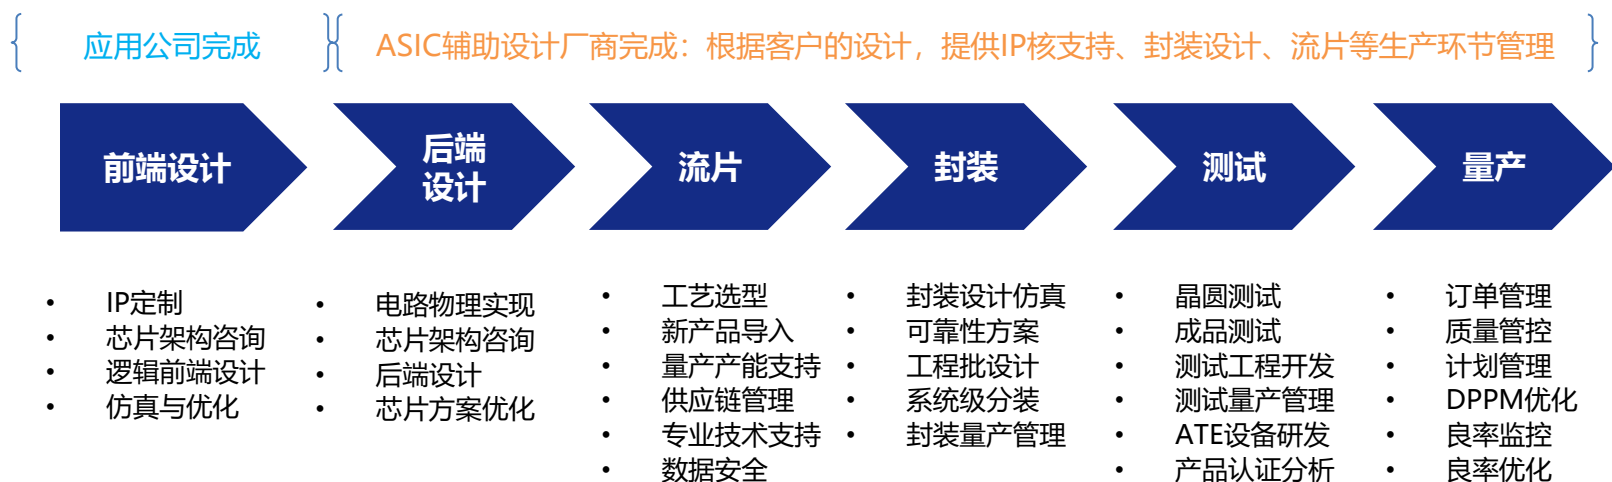 应用公司完成
ASIC辅助设计厂商完成：根据客户的设计，提供IP核支持、封装设计、流片等生产环节管理
前端设计
后端
设计
流片
封装
测试
量产
• IP定制
• 芯片架构咨询
• 逻辑前端设计
• 仿真与优化
• 电路物理实现
• 芯片架构咨询
• 后端设计
• 芯片方案优化
• 工艺选型
• 新产品导入
• 量产产能支持
• 供应链管理
• 专业技术支持
• 数据安全
• 封装设计仿真
• 可靠性方案
• 工程批设计
• 系统级分装
• 封装量产管理
• 晶圆测试
• 成品测试
• 测试工程开发
• 测试量产管理
• ATE设备研发
• 产品认证分析
• 订单管理
• 质量管控
• 计划管理
• DPPM优化
• 良率监控
• 良率优化